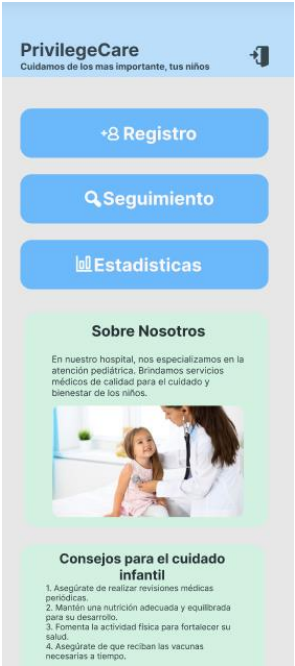 PrivilegeCare
Cuidamos de los mas importante, tus niños
Registro
Seguimiento
Estadisticas
Sobre Nosotros
En nuestro hospital, nos especializamos en la
atención pediátrica. Brindamos servicios
médicos de calidad para el cuidado y
bienestar de los niños.
Consejos para el cuidado
infantil
1. Asegúrate de realizar revisiones médicas
periódicas.
2. Mantén una nutrición adecuada y equilibrada
para su desarrollo.
3. Fomenta la actividad física para fortalecer su
salud.
4. Asegúrate de que reciban las vacunas
necesarias a tiempo.